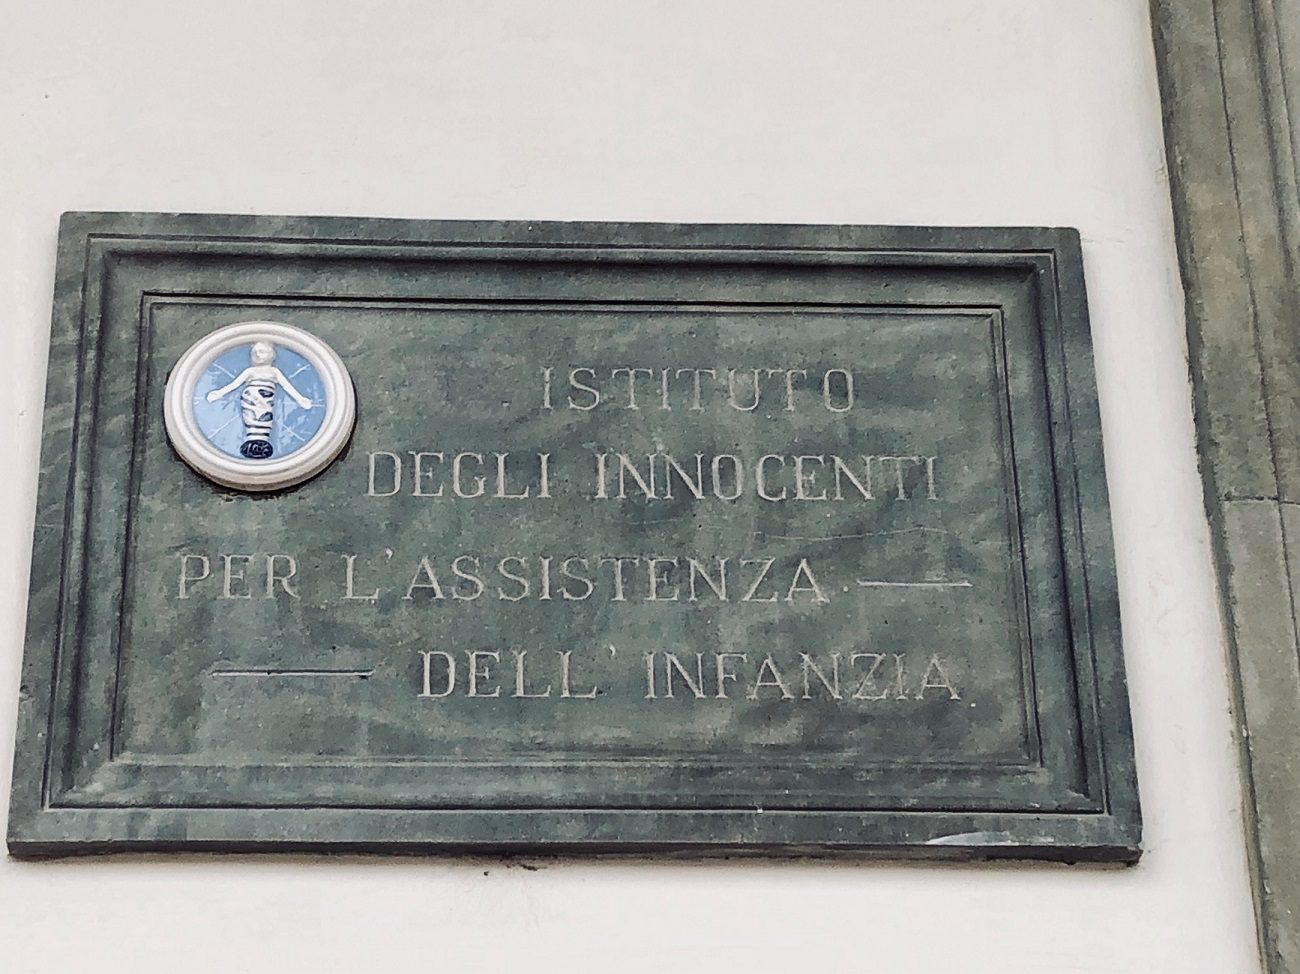 ISTITUTO
DEGLI INNOCENTI
PER L'ASSISTENZA
DELL' INFANZIA